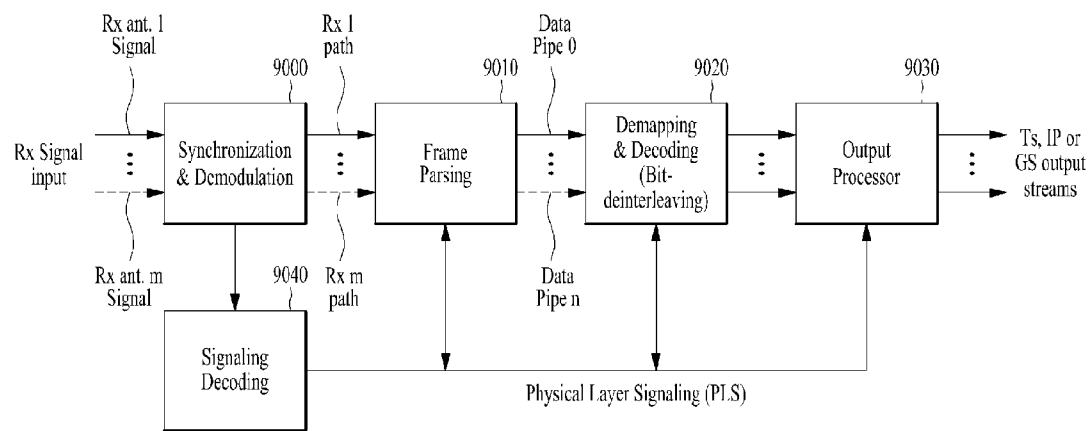 Rx ant. 1
Signal
Rx 1
path
Data
Pipe 0
9000
9010
9020
9030
Rx Signal
input
Synchronization
& Demodulation
Frame
Parsing
Demapping
& Decoding
(Bit-
deinterleaving)
Output
Processor
Ts, IP or
GS output
streams
Rx ant. m
Signal
9040
Rx m
path
Data
Pipe n
Signaling
Decoding
Physical Layer Signaling (PLS)